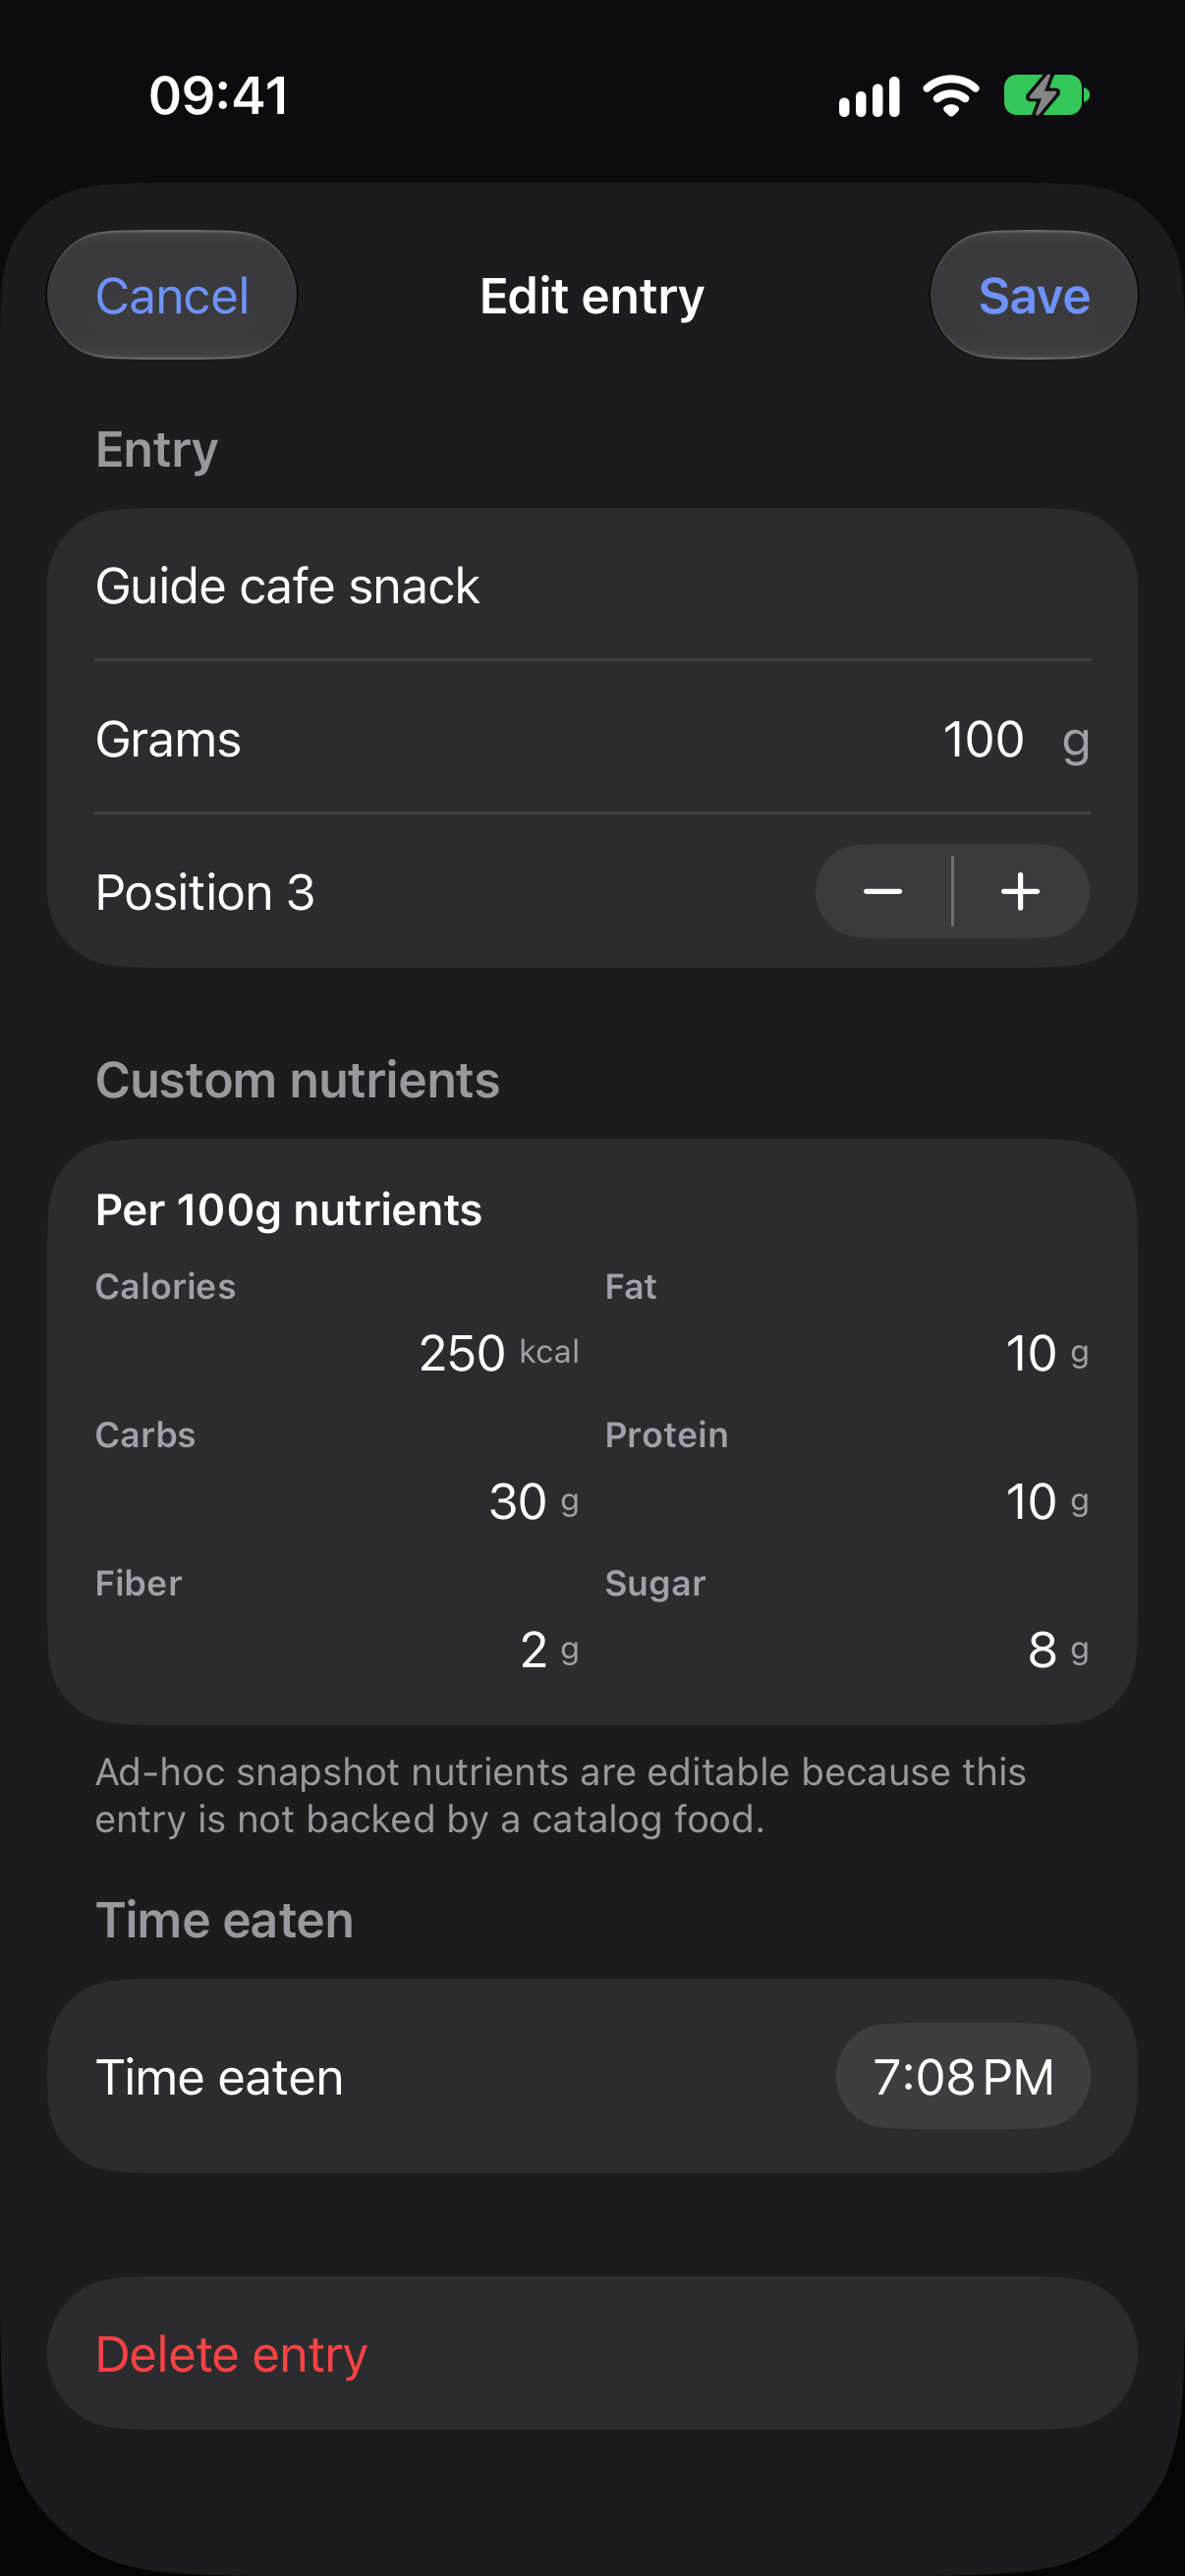 09:41
Cancel
Edit entry
Save
Entry
Guide cafe snack
Grams 100 g
Position 3
Custom nutrients
Per 100g nutrients
Calories Fat
250 kcal 10 g
Carbs Protein
30 g 10 g
Fiber Sugar
2 g 8 g
Ad-hoc snapshot nutrients are editable because this
entry is not backed by a catalog food.
Time eaten
Time eaten 7:08 PM
Delete entry